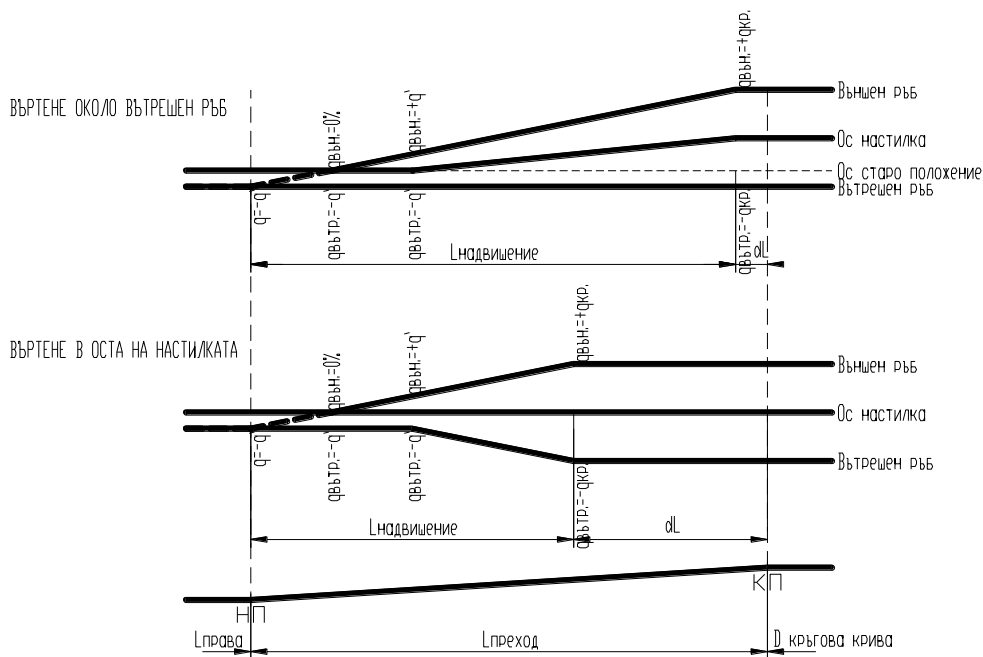 qвън.=+qкр.
Външен ръб
ВЪРТЕНЕ ОКОЛО ВЪТРЕШЕН РЪБ
qвън.=0%
qвън.=+q'
Ос настилка
Ос старо положение
Вътрешен ръб
q=-q'
qвътр.=-q'
qвътр.=-q'
qвътр.=-qкр.
Lнадвишение
dL
ВЪРТЕНЕ В ОСТА НА НАСТИЛКАТА
qвън.=0%
qвън.=+q'
qвън.=+qкр.
Външен ръб
Ос настилка
Вътрешен ръб
q=-q'
qвътр.=-q'
qвътр.=-q'
qвътр.=-qкр.
Lнадвишение
dL
НП
КП
Lправа
Lпреход
D кръгова крива